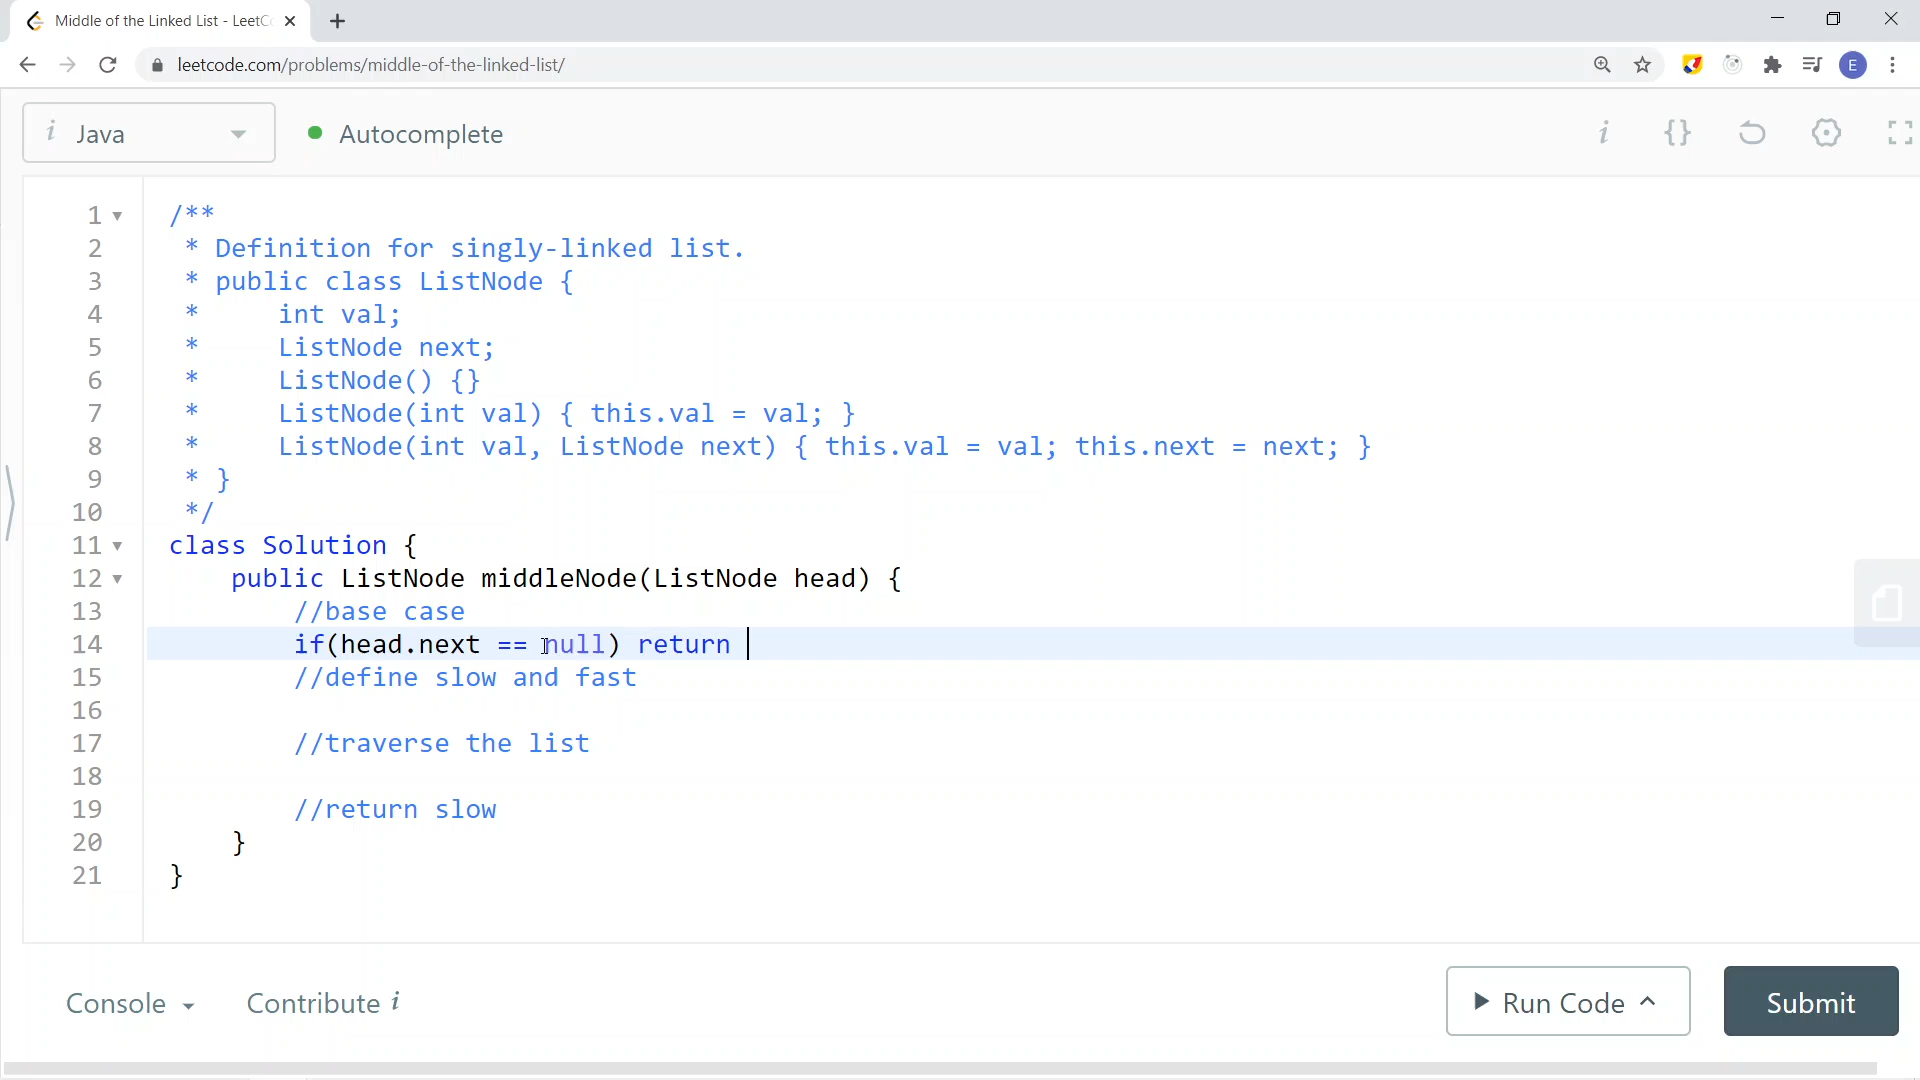 Middle of the Linked List - LeetC
leetcode.com/problems/middle-of-the-linked-list/
E
i Java
Autocomplete
i {}
1 /**
2 * Definition for singly-linked list.
3 * public class ListNode {
4 *     int val;
5 *     ListNode next;
6 *     ListNode() {}
7 *     ListNode(int val) { this.val = val; }
8 *     ListNode(int val, ListNode next) { this.val = val; this.next = next; }
9 * }
10 */
11 class Solution {
12     public ListNode middleNode(ListNode head) {
13         //base case
14         if(head.next == null) return
15         //define slow and fast
16
17         //traverse the list
18
19         //return slow
20     }
21 }
Console
Contribute i
Run Code
Submit